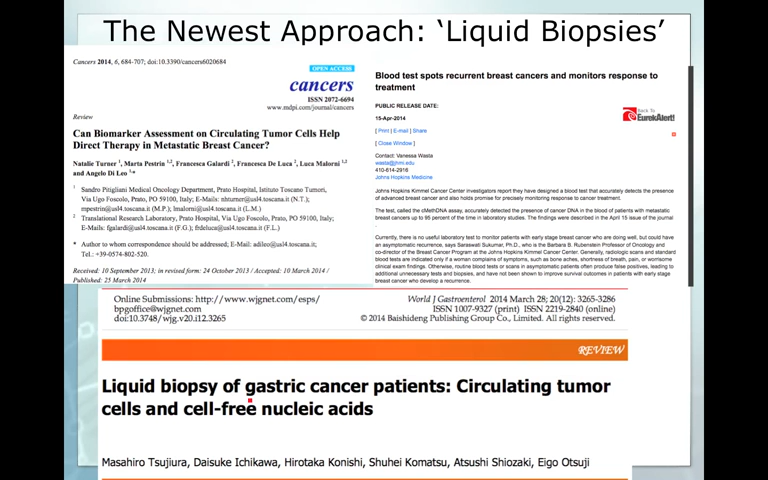 The Newest Approach: ‘Liquid Biopsies’
Cancers 2014, 6, 684-707; doi:10.3390/cancers6020684
OPEN ACCESS
cancers
ISSN 2072-6694
www.mdpi.com/journal/cancers
Review
Can Biomarker Assessment on Circulating Tumor Cells Help
Direct Therapy in Metastatic Breast Cancer?
Natalie Turner 1, Marta Pestrin 1,2, Francesca Galardi 2, Francesca De Luca 2, Luca Malorni 1,2
and Angelo Di Leo 1,*
1 Sandro Pitigliani Medical Oncology Department, Prato Hospital, Istituto Toscano Tumori,
Via Ugo Foscolo, Prato, PO 59100, Italy; E-Mails: nhturner@usl4.toscana.it (N.T.);
mpestrin@usl4.toscana.it (M.P.); lmalorni@usl4.toscana.it (L.M.)
2 Translational Research Laboratory, Prato Hospital, Via Ugo Foscolo, Prato, PO 59100, Italy;
E-Mails: fgalardi@usl4.toscana.it (F.G.); frdeluca@usl4.toscana.it (F.L.)
* Author to whom correspondence should be addressed; E-Mail: adileo@usl4.toscana.it;
Tel.: +39-0574-802-520.
Received: 10 September 2013; in revised form: 24 October 2013 / Accepted: 10 March 2014 /
Published: 25 March 2014
Blood test spots recurrent breast cancers and monitors response to
treatment
PUBLIC RELEASE DATE:
15-Apr-2014
[ Print | E-mail | Share
[ Close Window ]
Back To
EurekAlert!
Contact: Vanessa Wasta
wasta@jhmi.edu
410-614-2916
Johns Hopkins Medicine
Johns Hopkins Kimmel Cancer Center investigators report they have designed a blood test that accurately detects the presence
of advanced breast cancer and also holds promise for precisely monitoring response to cancer treatment.
The test, called the cMethDNA assay, accurately detected the presence of cancer DNA in the blood of patients with metastatic
breast cancers up to 95 percent of the time in laboratory studies. The findings were described in the April 15 issue of the journal
Currently, there is no useful laboratory test to monitor patients with early stage breast cancer who are doing well, but could have
an asymptomatic recurrence, says Saraswati Sukumar, Ph.D., who is the Barbara B. Rubenstein Professor of Oncology and
co-director of the Breast Cancer Program at the Johns Hopkins Kimmel Cancer Center. Generally, radiologic scans and standard
blood tests are indicated only if a woman complains of symptoms, such as bone aches, shortness of breath, pain, or worrisome
clinical exam findings. Otherwise, routine blood tests or scans in asymptomatic patients often produce false positives, leading to
additional unnecessary tests and biopsies, and have not been shown to improve survival outcomes in patients with early stage
breast cancer who develop a recurrence.
Online Submissions: http://www.wjgnet.com/esps/
bpgoffice@wjgnet.com
doi:10.3748/wjg.v20.i12.3265
World J Gastroenterol 2014 March 28; 20(12): 3265-3286
ISSN 1007-9327 (print) ISSN 2219-2840 (online)
© 2014 Baishideng Publishing Group Co., Limited. All rights reserved.
REVIEW
Liquid biopsy of gastric cancer patients: Circulating tumor
cells and cell-free nucleic acids
Masahiro Tsujiura, Daisuke Ichikawa, Hirotaka Konishi, Shuhei Komatsu, Atsushi Shiozaki, Eigo Otsuji